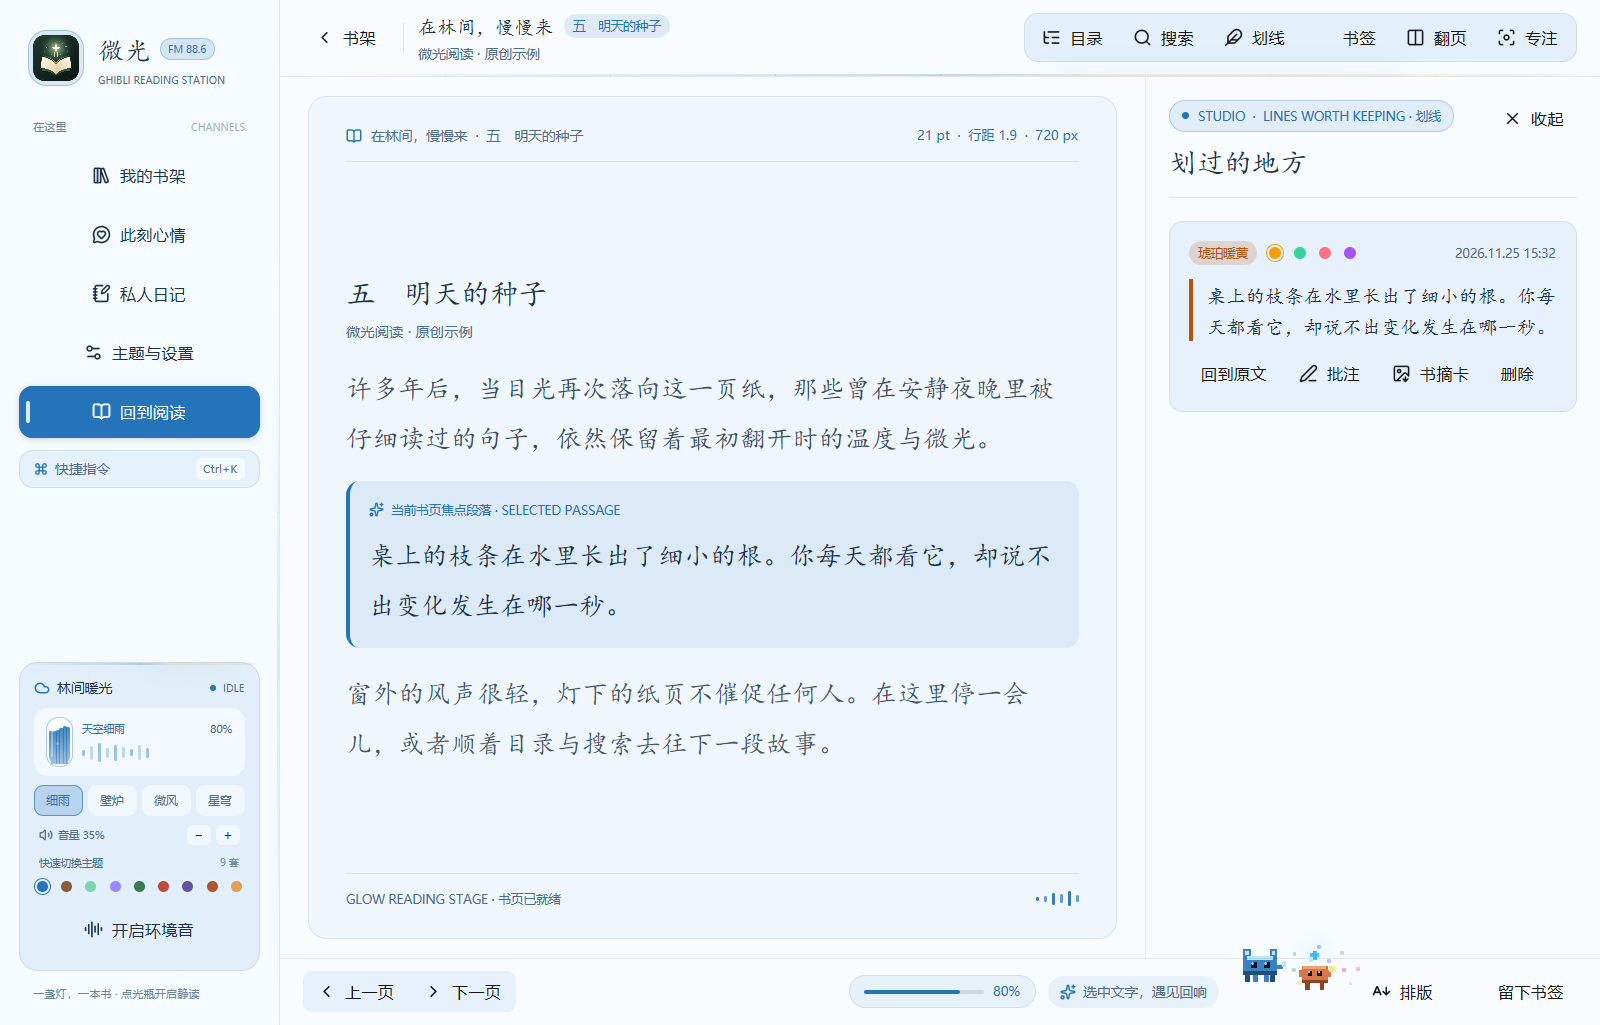 微光 FM 88.6
GHIBLI READING STATION
在这里 CHANNELS
我的书架
此刻心情
私人日记
主题与设置
回到阅读
快捷指令 Ctrl+K
林间暖光 IDLE
天空细雨 80%
细雨 壁炉 微风 星穹
音量 35% − +
快速切换主题 9 套
开启环境音
一盏灯，一本书 · 点光瓶开启静读
书架
在林间，慢慢来 五 明天的种子
微光阅读 · 原创示例
目录 搜索 划线 书签 翻页 专注
在林间，慢慢来 · 五 明天的种子 21 pt · 行距 1.9 · 720 px
五 明天的种子
微光阅读 · 原创示例
许多年后，当目光再次落向这一页纸，那些曾在安静夜晚里被
仔细读过的句子，依然保留着最初翻开时的温度与微光。
当前书页焦点段落 · SELECTED PASSAGE
桌上的枝条在水里长出了细小的根。你每天都看它，却说不
出变化发生在哪一秒。
窗外的风声很轻，灯下的纸页不催促任何人。在这里停一会
儿，或者顺着目录与搜索去往下一段故事。
GLOW READING STAGE · 书页已就绪
STUDIO · LINES WORTH KEEPING · 划线 收起
划过的地方
琥珀暖黄 2026.11.25 15:32
桌上的枝条在水里长出了细小的根。你每
天都看它，却说不出变化发生在哪一秒。
回到原文 批注 书摘卡 删除
上一页 下一页 80% 选中文字，遇见回响 排版 留下书签